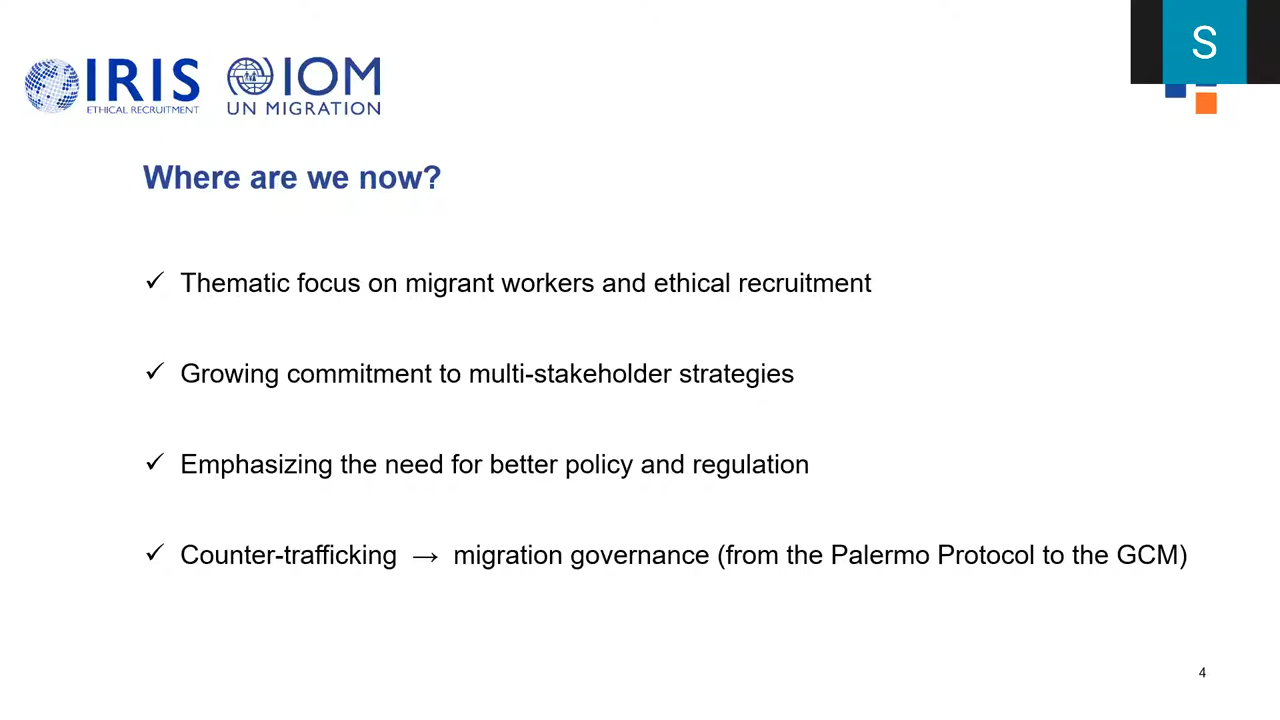 IRIS
ETHICAL RECRUITMENT
IOM
UN MIGRATION
S
Where are we now?
✓ Thematic focus on migrant workers and ethical recruitment
✓ Growing commitment to multi-stakeholder strategies
✓ Emphasizing the need for better policy and regulation
✓ Counter-trafficking → migration governance (from the Palermo Protocol to the GCM)
4